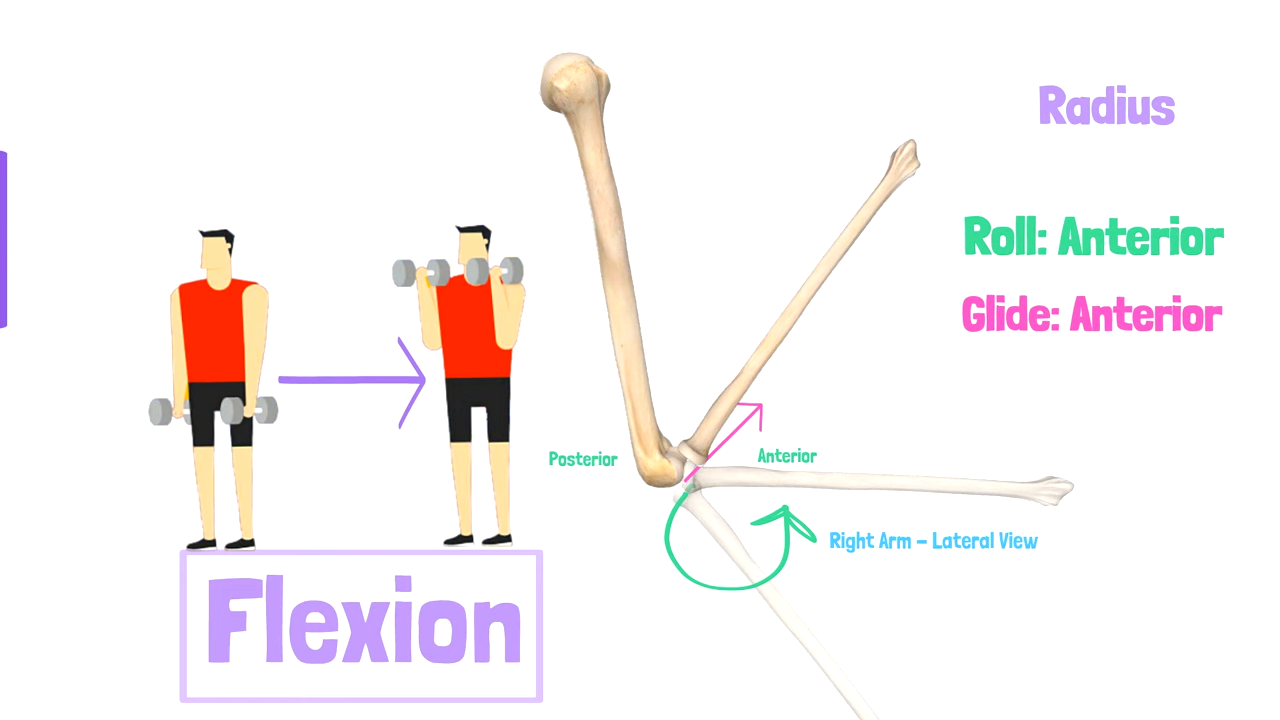 Radius
Roll: Anterior
Glide: Anterior
Posterior
Anterior
Right Arm – Lateral View
Flexion